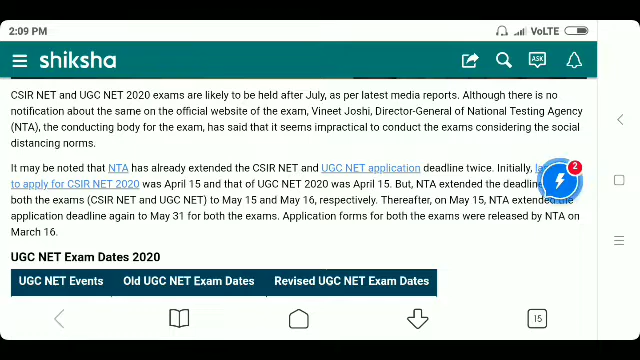 2:09 PM VoLTE
shiksha ASK
CSIR NET and UGC NET 2020 exams are likely to be held after July, as per latest media reports. Although there is no
notification about the same on the official website of the exam, Vineet Joshi, Director-General of National Testing Agency
(NTA), the conducting body for the exam, has said that it seems impractical to conduct the exams considering the social
distancing norms.
2
It may be noted that NTA has already extended the CSIR NET and UGC NET application deadline twice. Initially,
to apply for CSIR NET 2020 was April 15 and that of UGC NET 2020 was April 15. But, NTA extended the
both the exams (CSIR NET and UGC NET) to May 15 and May 16, respectively. Thereafter, on May 15, NTA extended the
application deadline again to May 31 for both the exams. Application forms for both the exams were released by NTA on
March 16.
UGC NET Exam Dates 2020
UGC NET Events Old UGC NET Exam Dates Revised UGC NET Exam Dates
15